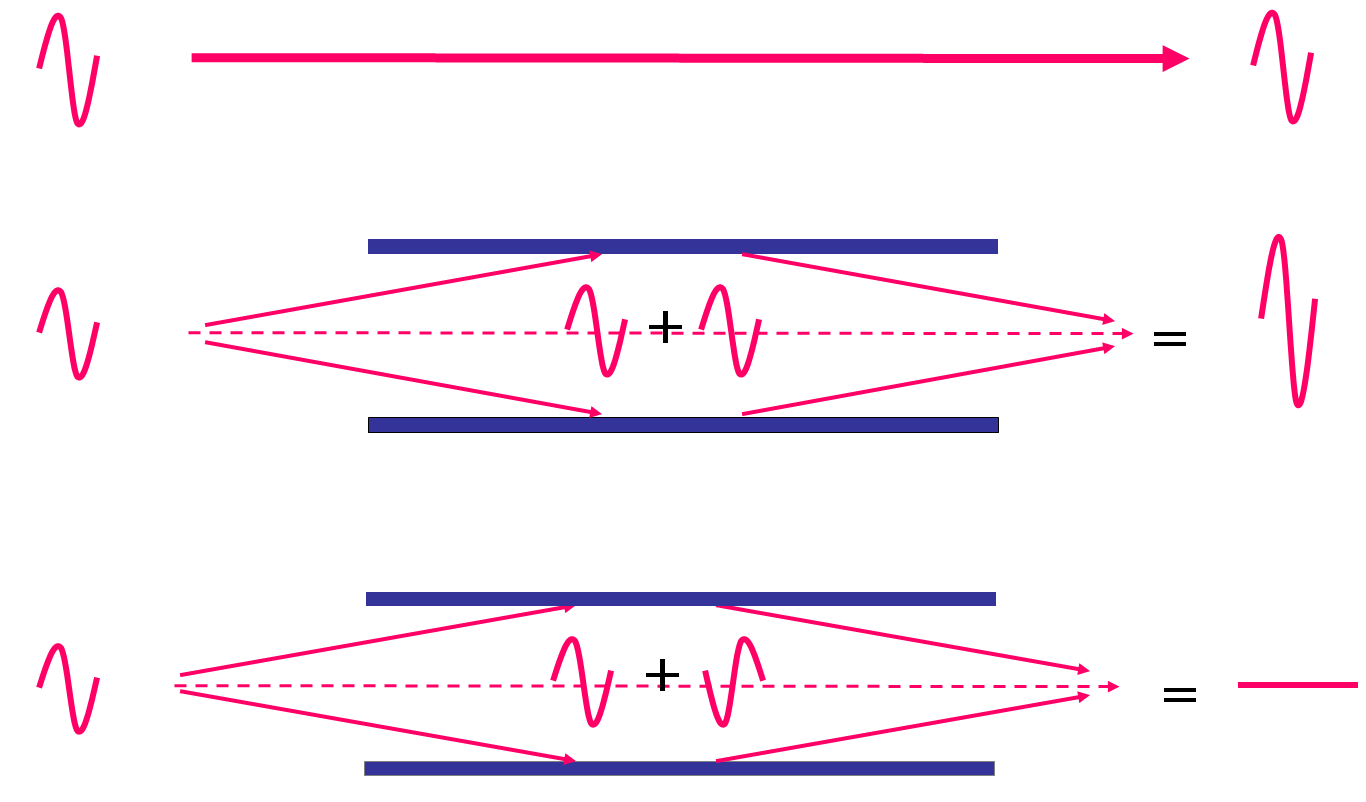 + =
+ =